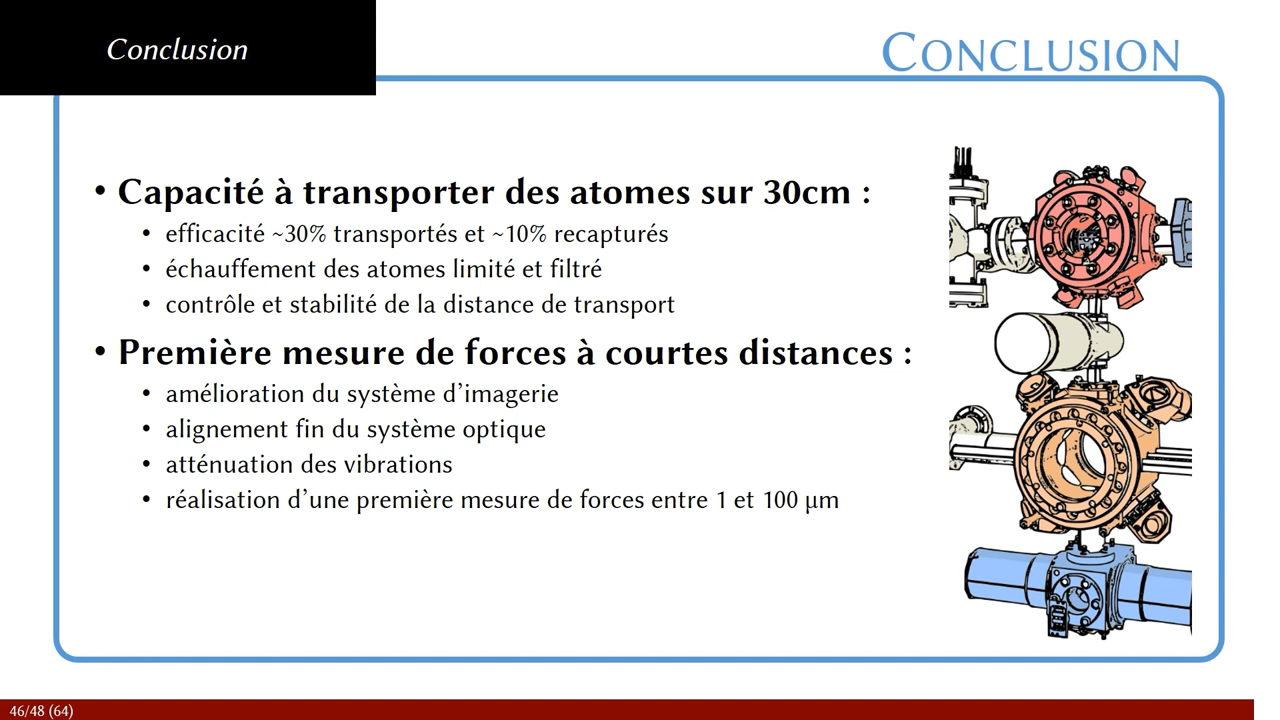 Conclusion
CONCLUSION
• Capacité à transporter des atomes sur 30cm :
• efficacité ~30% transportés et ~10% recapturés
• échauffement des atomes limité et filtré
• contrôle et stabilité de la distance de transport
• Première mesure de forces à courtes distances :
• amélioration du système d’imagerie
• alignement fin du système optique
• atténuation des vibrations
• réalisation d’une première mesure de forces entre 1 et 100 µm
46/48 (64)